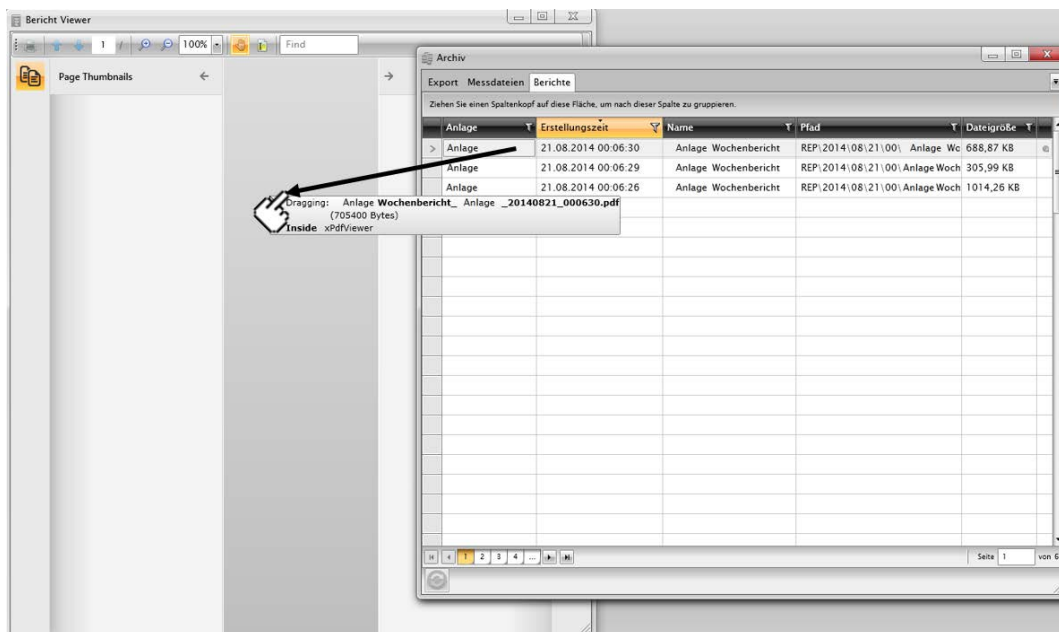 Bericht Viewer
1 / 100% Find
Page Thumbnails
Archiv
Export Messdateien Berichte
Ziehen Sie einen Spaltenkopf auf diese Fläche, um nach dieser Spalte zu gruppieren.
Anlage Erstellungszeit Name Pfad Dateigröße
Anlage 21.08.2014 00:06:30 Anlage Wochenbericht REP\2014\08\21\00\ Anlage Wc 688,87 KB
Anlage 21.08.2014 00:06:29 Anlage Wochenbericht REP\2014\08\21\00\ Anlage Woch 305,99 KB
Anlage 21.08.2014 00:06:26 Anlage Wochenbericht REP\2014\08\21\00\ Anlage Woch 1014,26 KB
Dragging: Anlage Wochenbericht_ Anlage _20140821_000630.pdf
(705400 Bytes)
Inside xPdfViewer
1 2 3 4 ... Seite 1 von 6